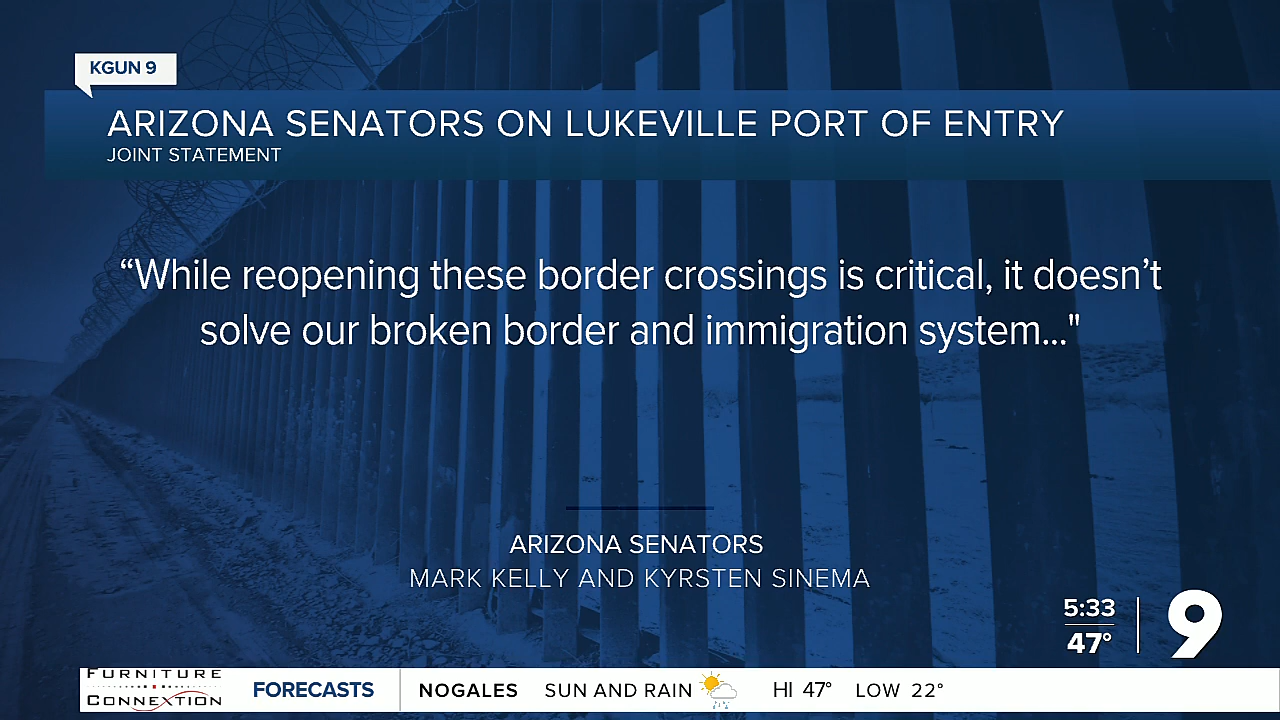 KGUN 9
ARIZONA SENATORS ON LUKEVILLE PORT OF ENTRY
JOINT STATEMENT
“While reopening these border crossings is critical, it doesn’t
solve our broken border and immigration system..."
ARIZONA SENATORS
MARK KELLY AND KYRSTEN SINEMA
5:33
47°
9
FURNITURE
CONNEXTION
FORECASTS
NOGALES SUN AND RAIN HI 47° LOW 22°